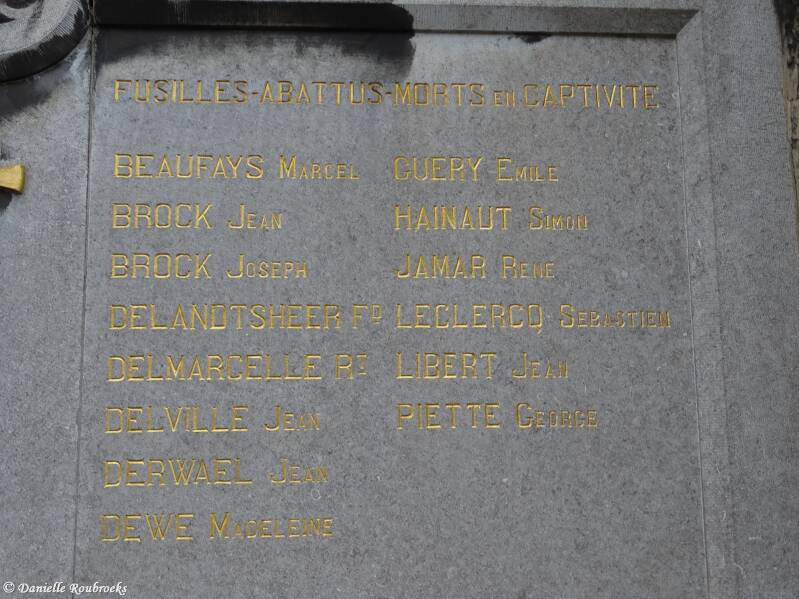 FUSILLES-ABATTUS-MORTS EN CAPTIVITE
BEAUFAYS MARCEL
BROCK JEAN
BROCK JOSEPH
DELANDTSHEER FD
DELMARCELLE RT
DELVILLE JEAN
DERWAEL JEAN
DEWE MADELEINE
GUERY EMILE
HAINAUT SIMON
JAMAR RENE
LECLERCQ SEBASTIEN
LIBERT JEAN
PIETTE GEORGE
© Danielle Roubroeks